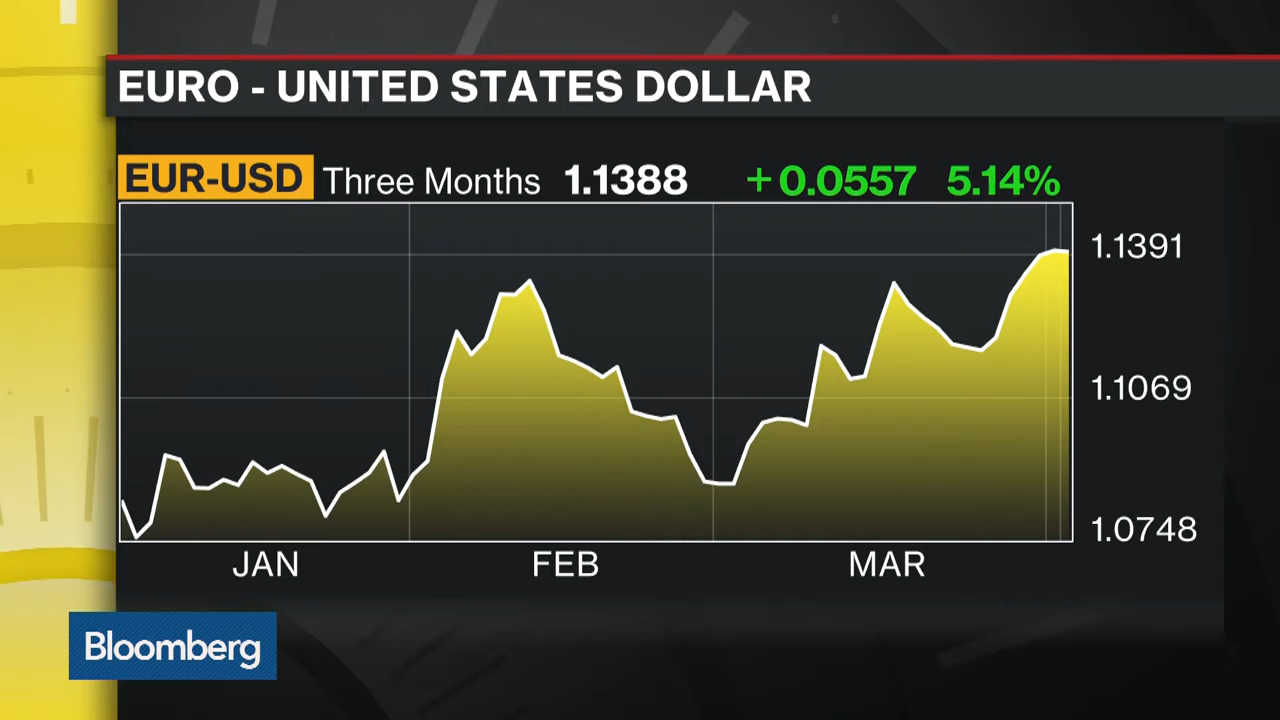 EURO - UNITED STATES DOLLAR
EUR-USD Three Months 1.1388 +0.0557 5.14%
1.1391
1.1069
1.0748
JAN FEB MAR
Bloomberg